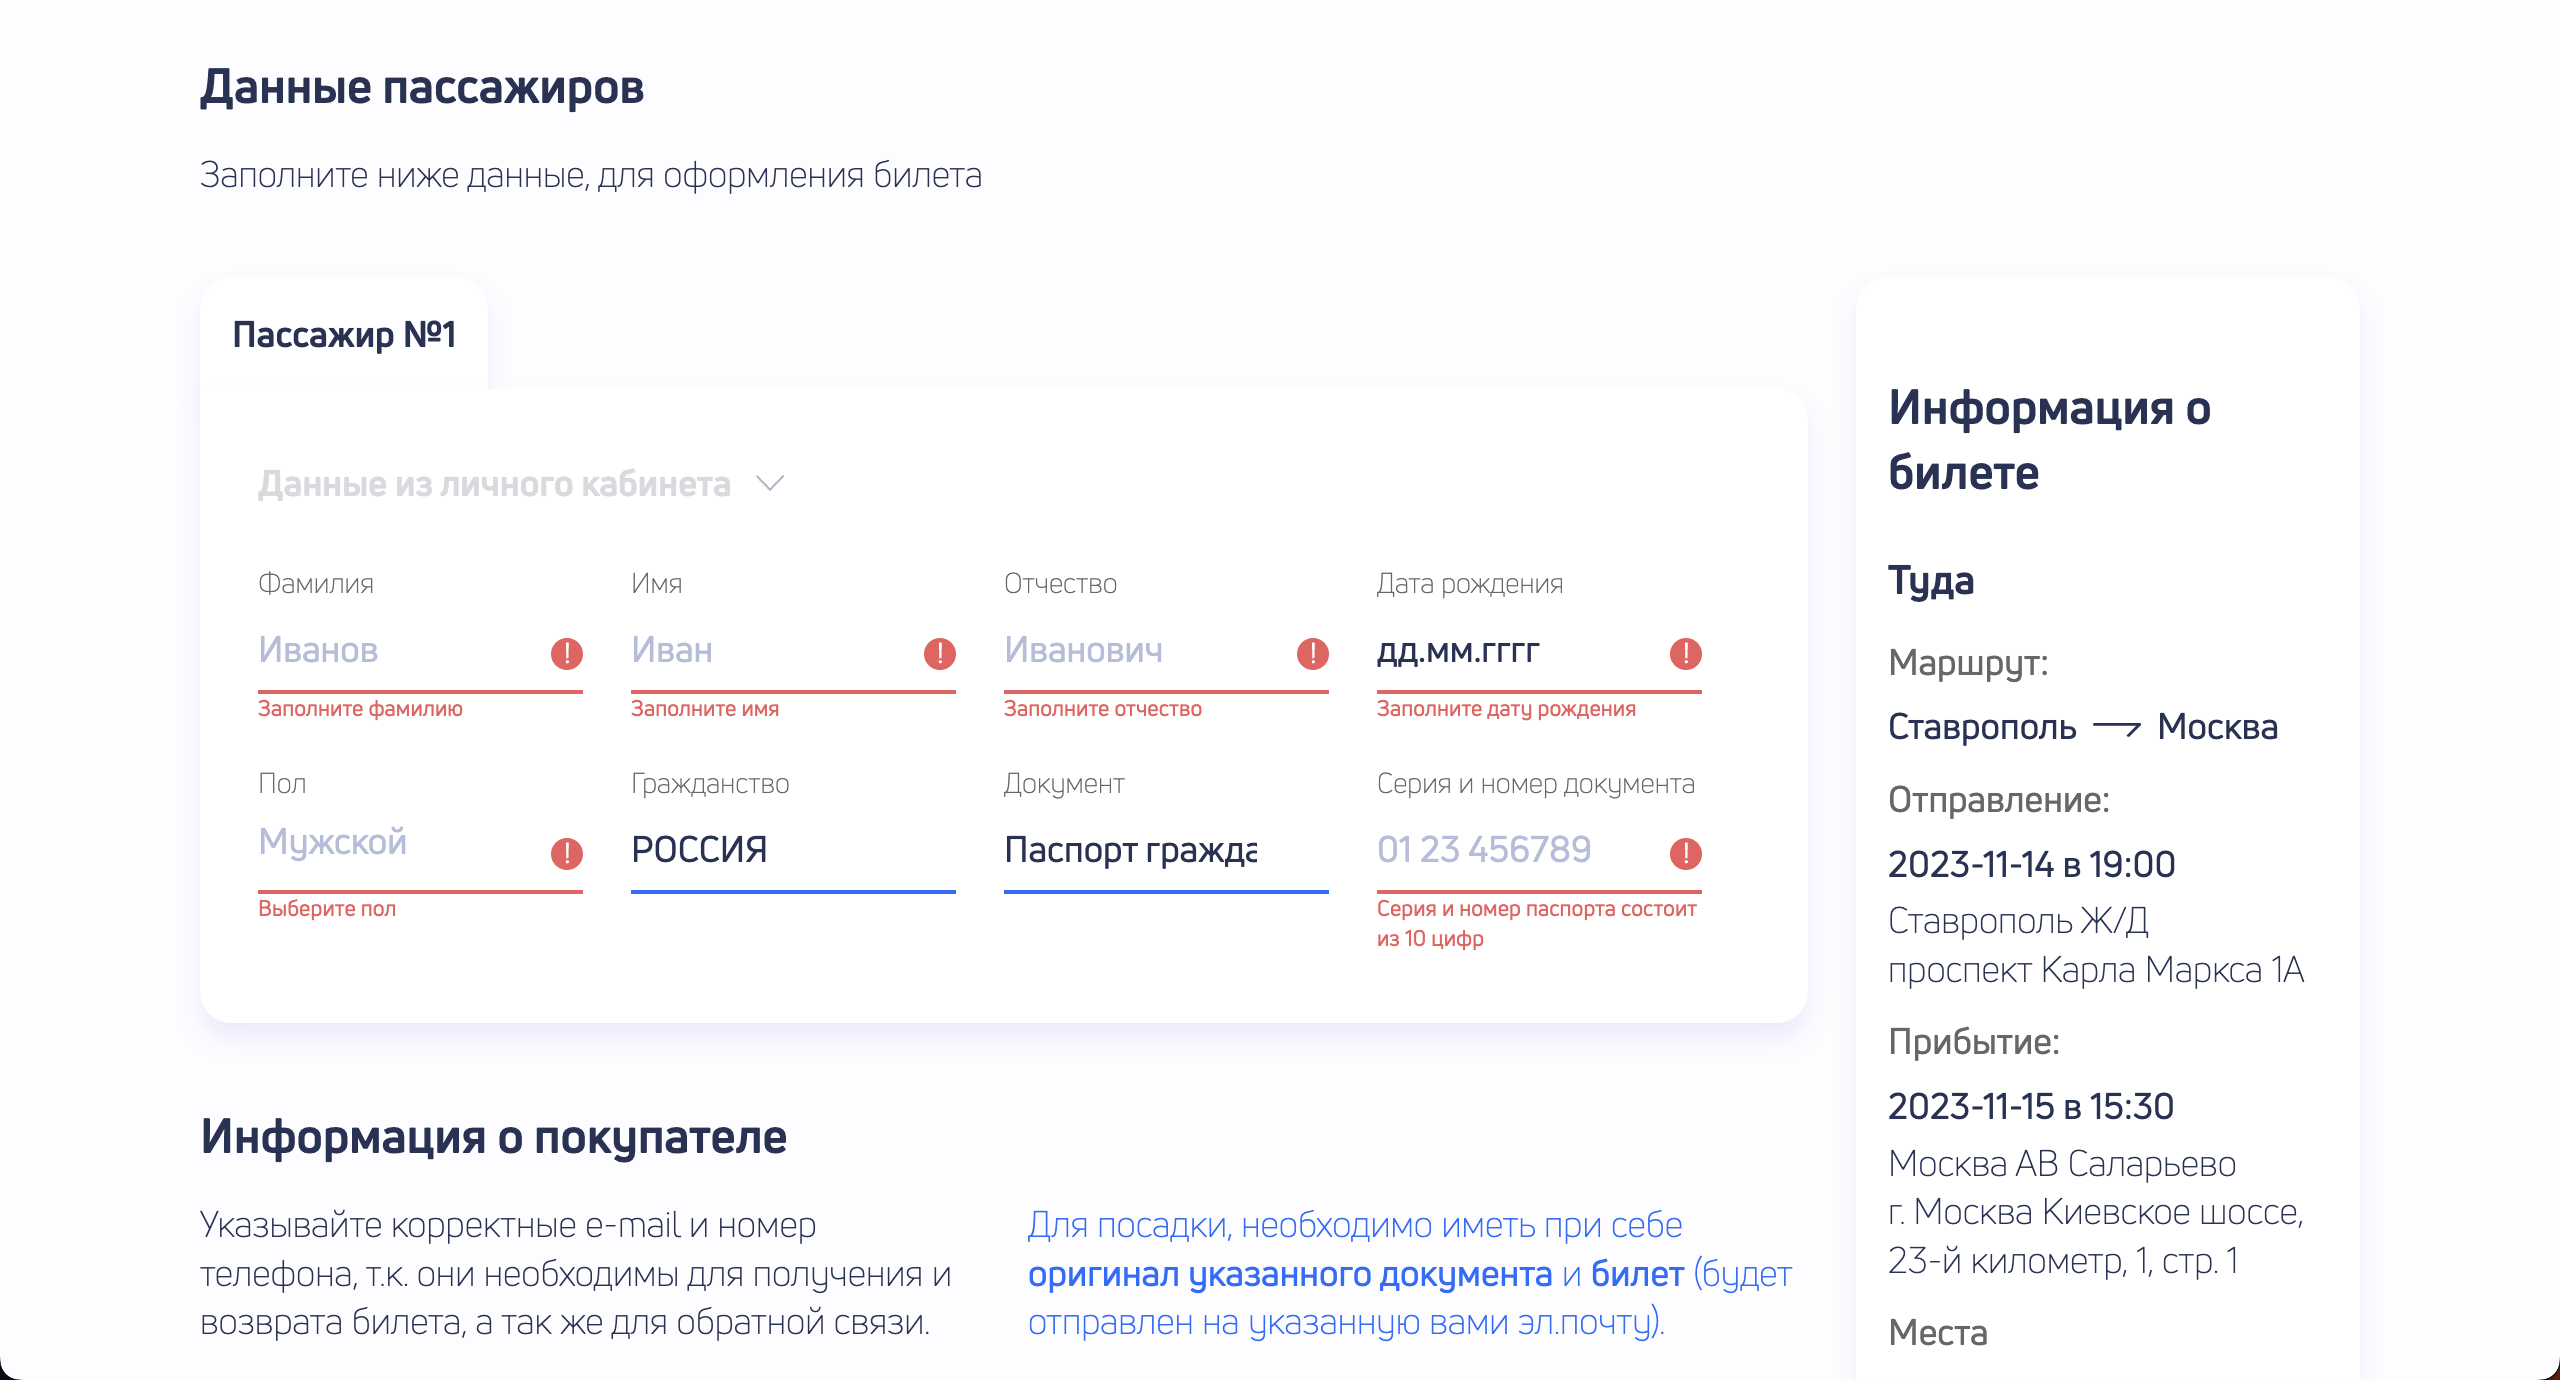 Данные пассажиров
Заполните ниже данные, для оформления билета
Пассажир №1
Данные из личного кабинета
Фамилия
Имя
Отчество
Дата рождения
Иванов
Иван
Иванович
дд.мм.гггг
Заполните фамилию
Заполните имя
Заполните отчество
Заполните дату рождения
Пол
Гражданство
Документ
Серия и номер документа
Мужской
РОССИЯ
Паспорт гражда
01 23 456789
Выберите пол
Серия и номер паспорта состоит
из 10 цифр
Информация о покупателе
Указывайте корректные e-mail и номер
телефона, т.к. они необходимы для получения и
возврата билета, а так же для обратной связи.
Для посадки, необходимо иметь при себе
оригинал указанного документа и билет (будет
отправлен на указанную вами эл.почту).
Информация о
билете
Туда
Маршрут:
Ставрополь → Москва
Отправление:
2023-11-14 в 19:00
Ставрополь Ж/Д
проспект Карла Маркса 1А
Прибытие:
2023-11-15 в 15:30
Москва АВ Саларьево
г. Москва Киевское шоссе,
23-й километр, 1, стр. 1
Места